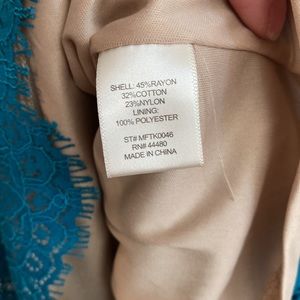 SHELL: 45%RAYON
32%COTTON
23%NYLON
LINING:
100% POLYESTER
ST# MFTK0046
RN# 44480
MADE IN CHINA